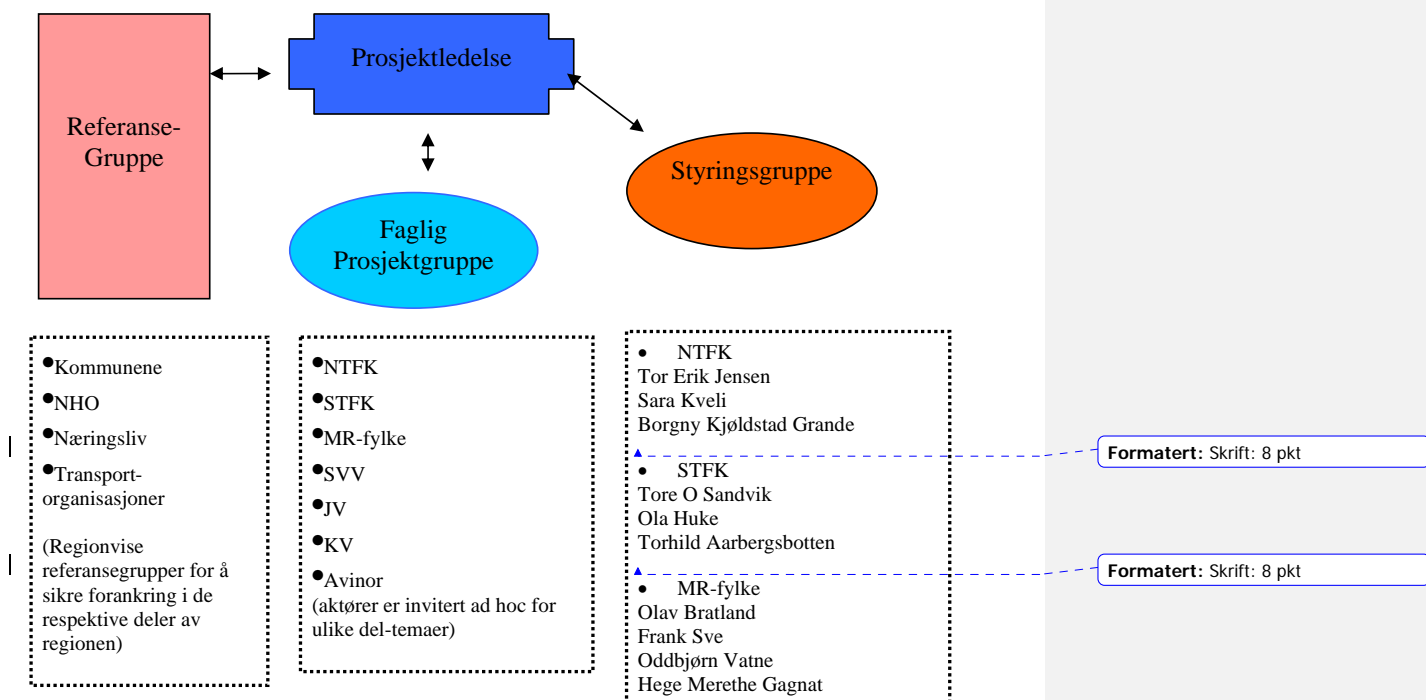 Prosjektledelse
Referanse-
Gruppe
Styringsgruppe
Faglig
Prosjektgruppe
•Kommunene
•NHO
•Næringsliv
•Transport-
organisasjoner
(Regionvise
referansegrupper for å
sikre forankring i de
respektive deler av
regionen)
•NTFK
•STFK
•MR-fylke
•SVV
•JV
•KV
•Avinor
(aktører er invitert ad hoc for
ulike del-temaer)
• NTFK
Tor Erik Jensen
Sara Kveli
Borgny Kjølstad Grande
• STFK
Tore O Sandvik
Ola Huke
Torhild Aarbergsbotten
• MR-fylke
Olav Bratland
Frank Sve
Oddbjørn Vatne
Hege Merethe Gagnat
Formatert: Skrift: 8 pkt
Formatert: Skrift: 8 pkt